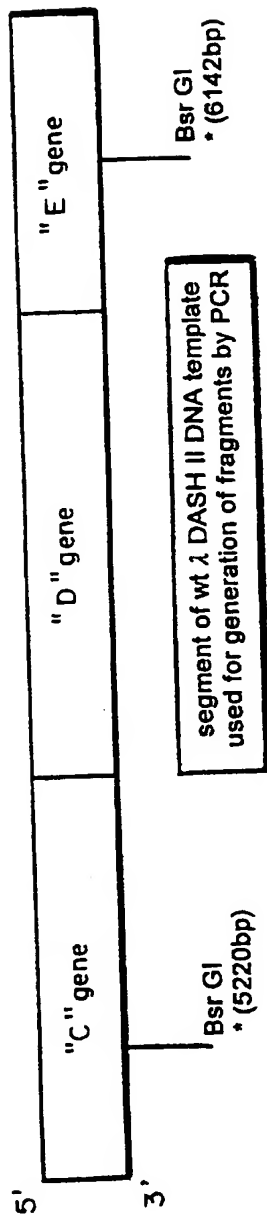 5'
3'
"C" gene
"D" gene
"E" gene
Bsr GI
* (5220bp)
Bsr GI
* (6142bp)
segment of wt λ DASH II DNA template
used for generation of fragments by PCR